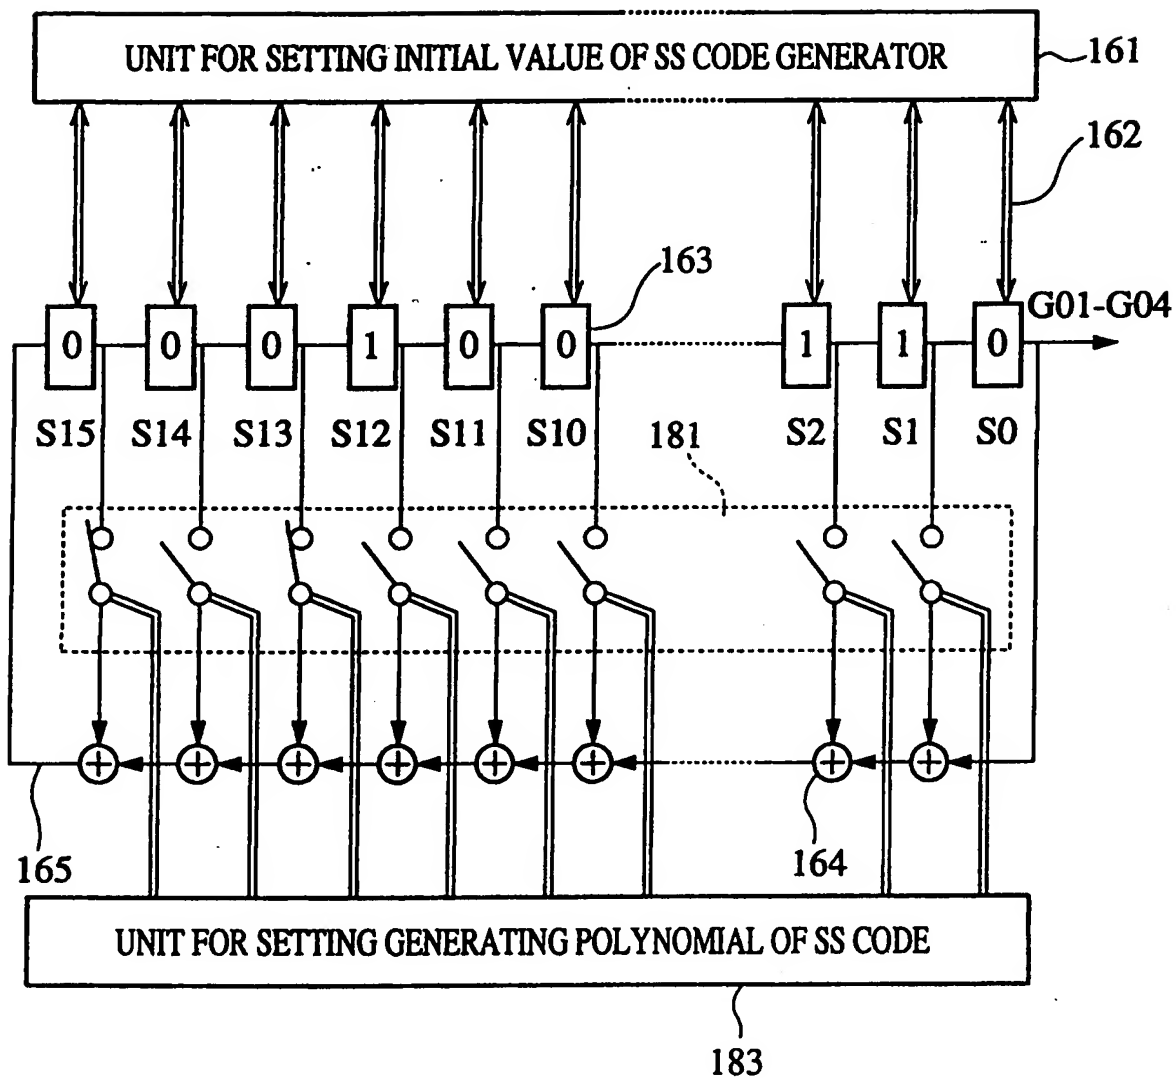 UNIT FOR SETTING INITIAL VALUE OF SS CODE GENERATOR
161
162
163
G01-G04
0 0 0 1 0 0 1 1 0
S15 S14 S13 S12 S11 S10 S2 S1 S0
181
165
164
UNIT FOR SETTING GENERATING POLYNOMIAL OF SS CODE
183